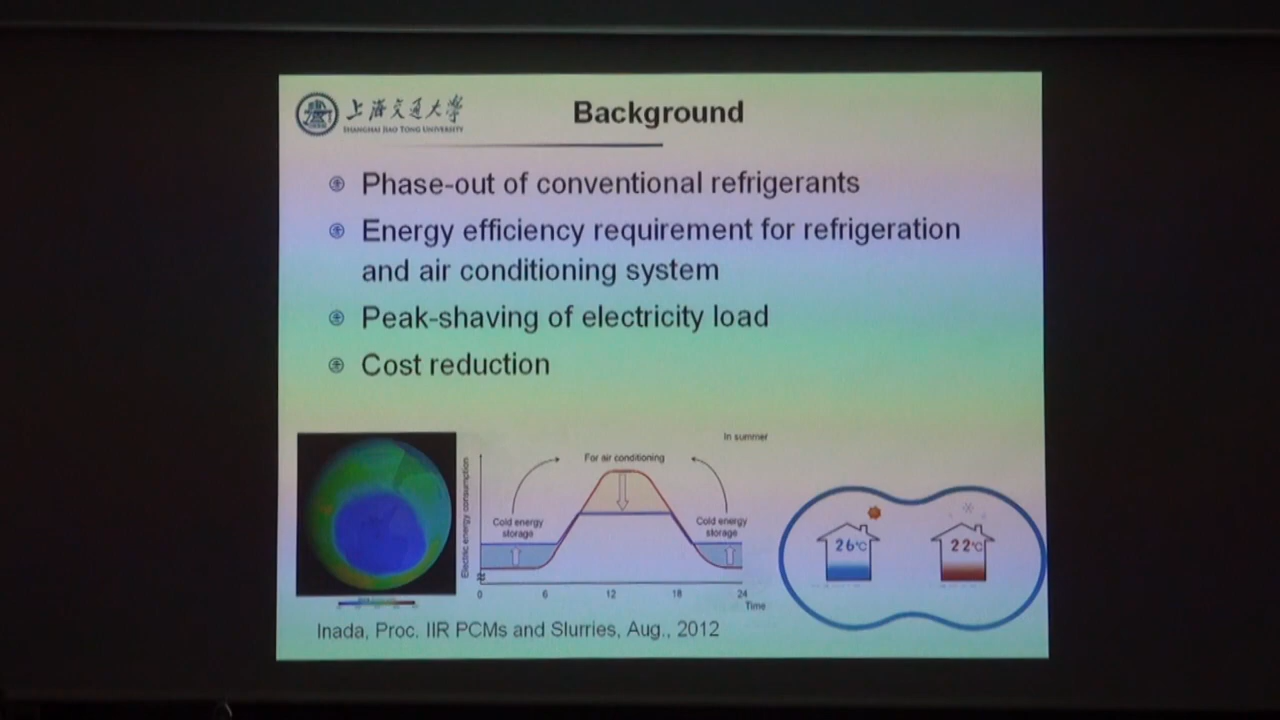 上海交通大学
SHANGHAI JIAO TONG UNIVERSITY
Background
Phase-out of conventional refrigerants
Energy efficiency requirement for refrigeration
and air conditioning system
Peak-shaving of electricity load
Cost reduction
In summer
For air conditioning
Electric energy consumption
Cold energy
storage
Cold energy
storage
0 6 12 18 24
Time
26℃
22℃
Inada, Proc. IIR PCMs and Slurries, Aug., 2012